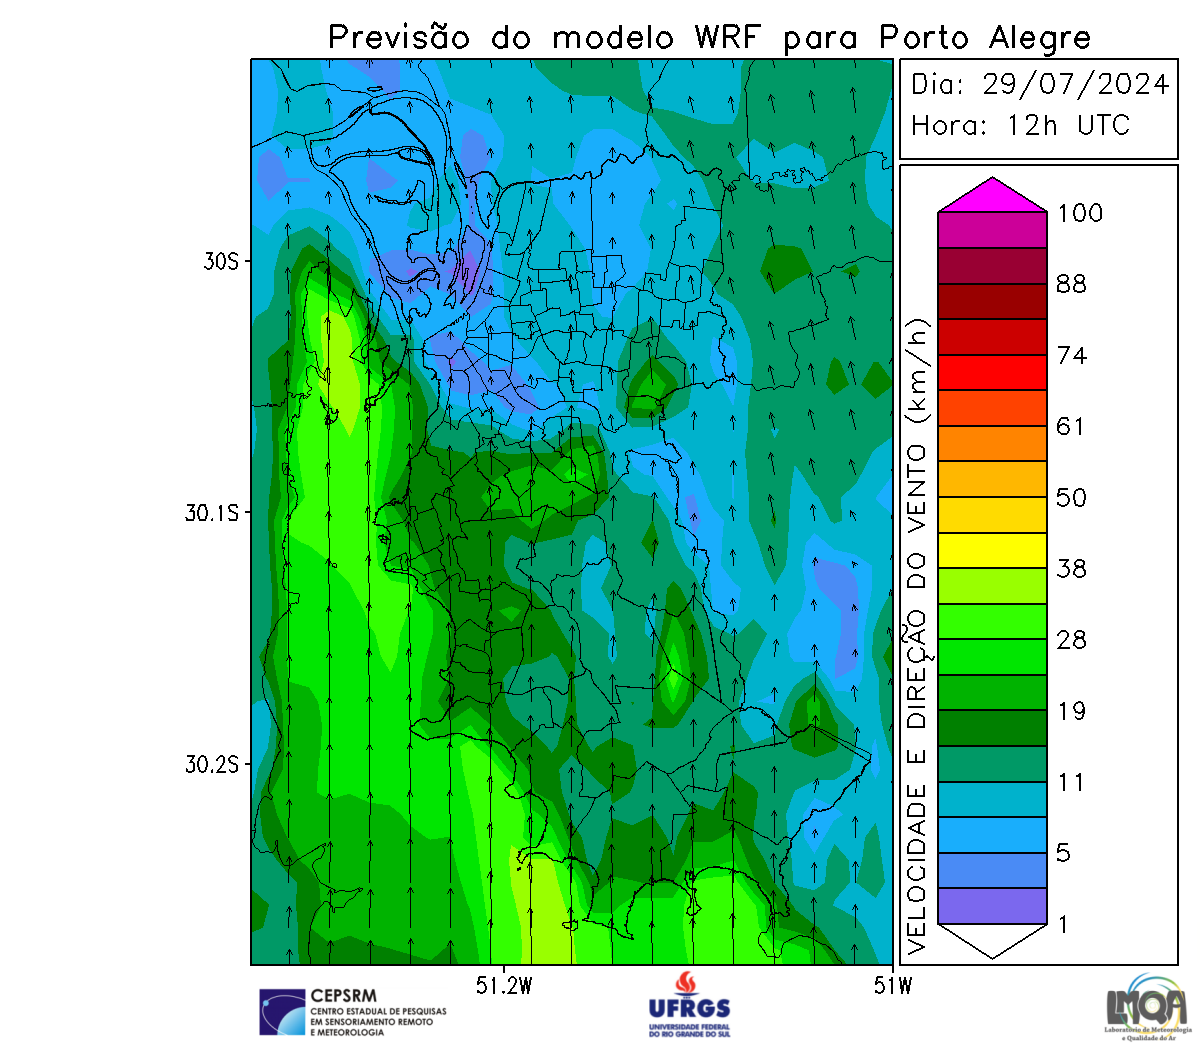 Previsão do modelo WRF para Porto Alegre
Dia: 29/07/2024
Hora: 12h UTC
30S
30.1S
30.2S
51.2W
51W
VELOCIDADE E DIREÇÃO DO VENTO (km/h)
100
88
74
61
50
38
28
19
11
5
1
CEPSRM
CENTRO ESTADUAL DE PESQUISAS
EM SENSORIAMENTO REMOTO
E METEOROLOGIA
UFRGS
UNIVERSIDADE FEDERAL
DO RIO GRANDE DO SUL
LMQA
Laboratório de Meteorologia
e Qualidade do Ar